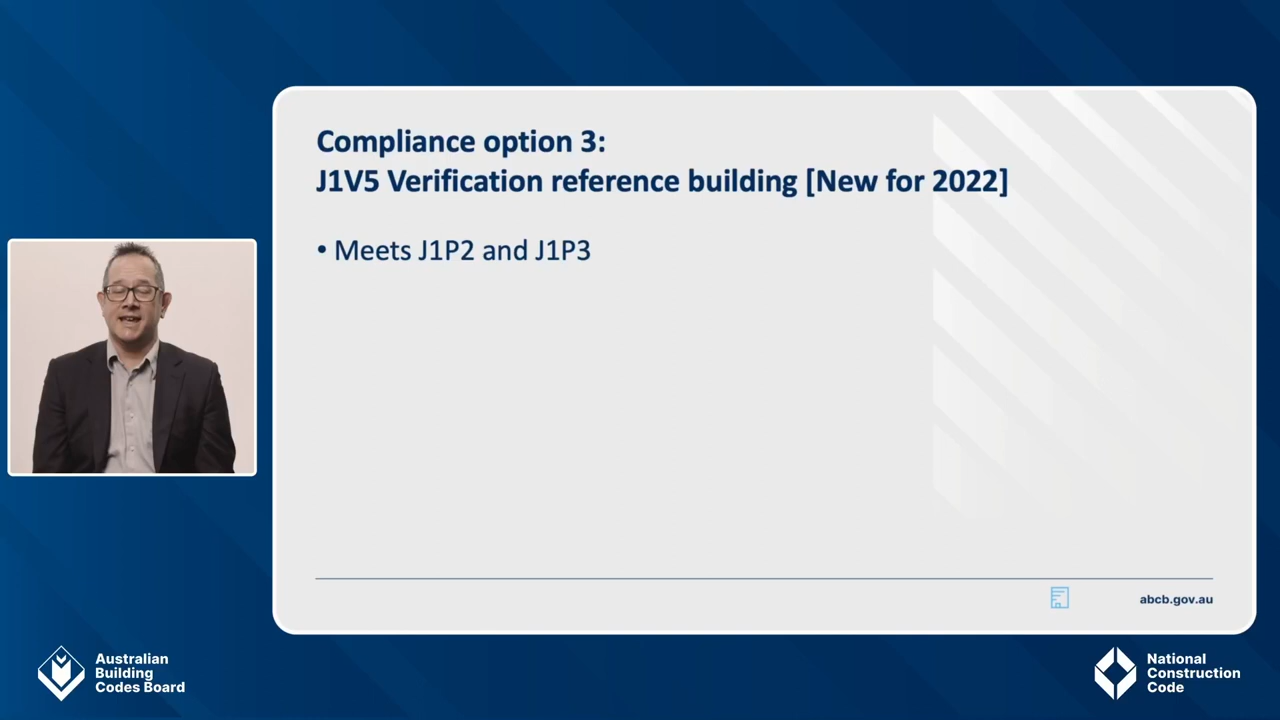 Compliance option 3:
J1V5 Verification reference building [New for 2022]
• Meets J1P2 and J1P3
abcb.gov.au
Australian
Building
Codes Board
National
Construction
Code